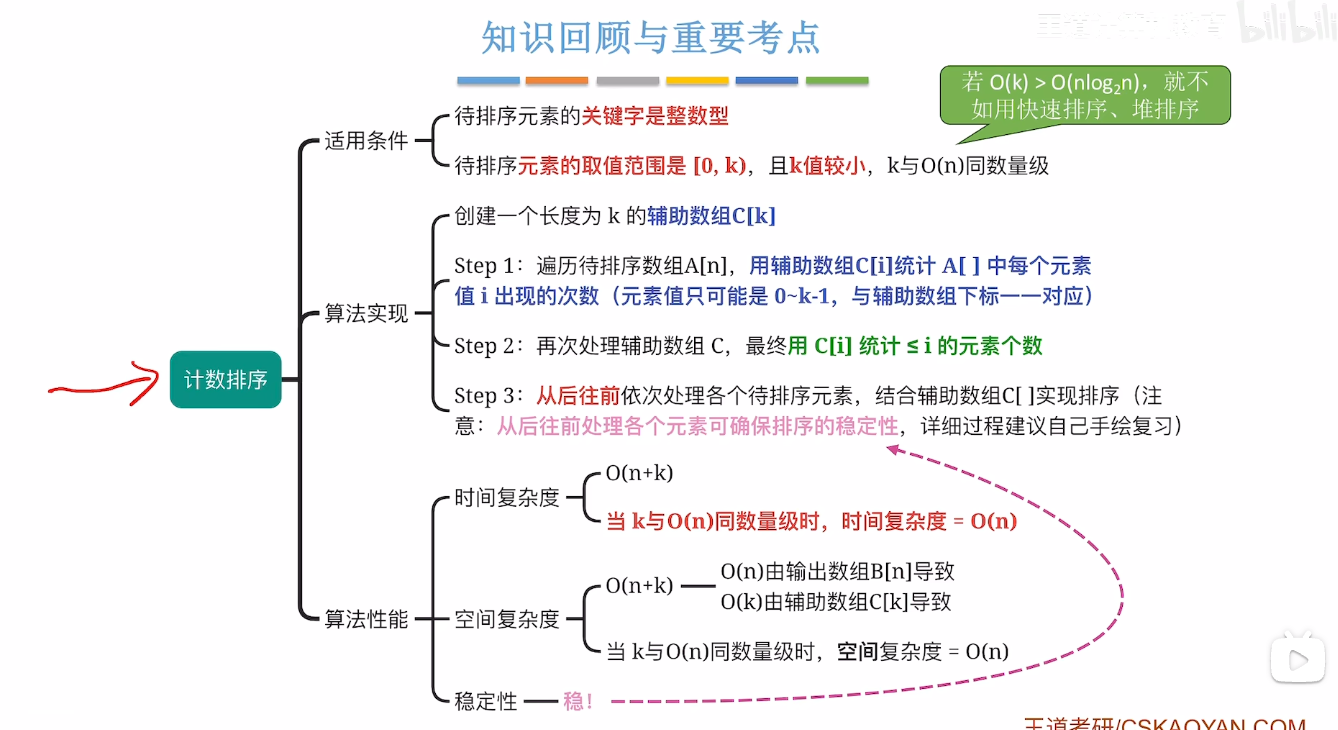 知识回顾与重要考点
bilibili
若 O(k) > O(nlog₂n)，就不
如用快速排序、堆排序
待排序元素的关键字是整数型
适用条件
待排序元素的取值范围是 [0, k)，且k值较小，k与O(n)同数量级
创建一个长度为 k 的辅助数组C[k]
Step 1：遍历待排序数组A[n]，用辅助数组C[i]统计 A[ ] 中每个元素
值 i 出现的次数（元素值只可能是 0~k-1，与辅助数组下标一一对应）
算法实现
Step 2：再次处理辅助数组 C，最终用 C[i] 统计 ≤ i 的元素个数
计数排序
Step 3：从后往前依次处理各个待排序元素，结合辅助数组C[ ]实现排序（注
意：从后往前处理各个元素可确保排序的稳定性，详细过程建议自己手绘复习）
O(n+k)
时间复杂度
当 k与O(n)同数量级时，时间复杂度 = O(n)
O(n)由输出数组B[n]导致
O(n+k)
O(k)由辅助数组C[k]导致
算法性能
空间复杂度
当 k与O(n)同数量级时，空间复杂度 = O(n)
稳定性
稳！
王道考研/CSKAOYAN.COM